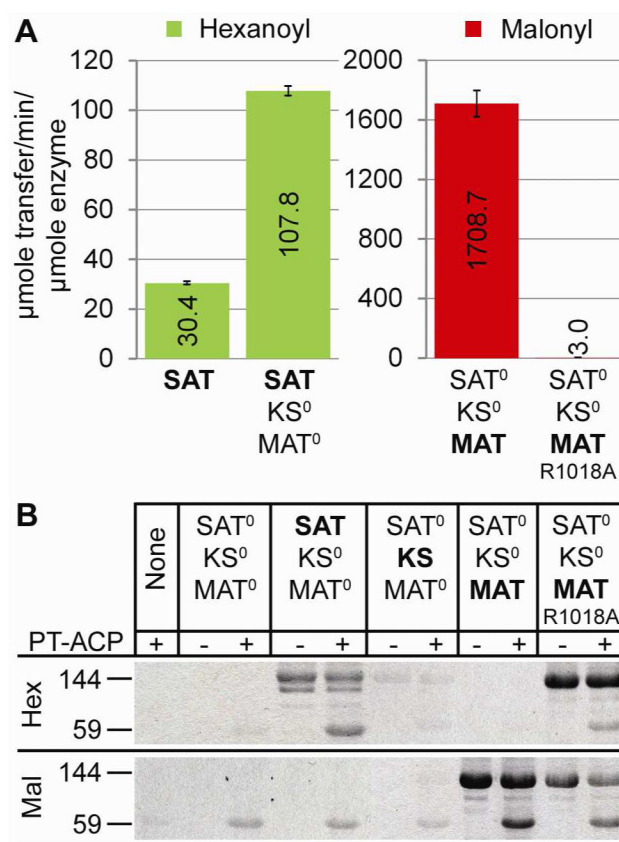 A
Hexanoyl
Malonyl
µmole transfer/min/
µmole enzyme
120
100
80
60
40
20
0
30.4
107.8
SAT
SAT
KS⁰
MAT⁰
2000
1600
1200
800
400
0
1708.7
3.0
SAT⁰
KS⁰
MAT
SAT⁰
KS⁰
MAT
R1018A
B
None
SAT⁰
KS⁰
MAT⁰
SAT
KS⁰
MAT⁰
SAT⁰
KS
MAT⁰
SAT⁰
KS⁰
MAT
SAT⁰
KS⁰
MAT
R1018A
PT-ACP + - + - + - + - + - +
Hex
144
59
Mal
144
59